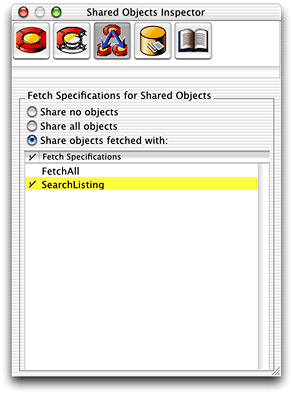 Shared Objects Inspector
Fetch Specifications for Shared Objects
Share no objects
Share all objects
Share objects fetched with:
Fetch Specifications
FetchAll
SearchListing